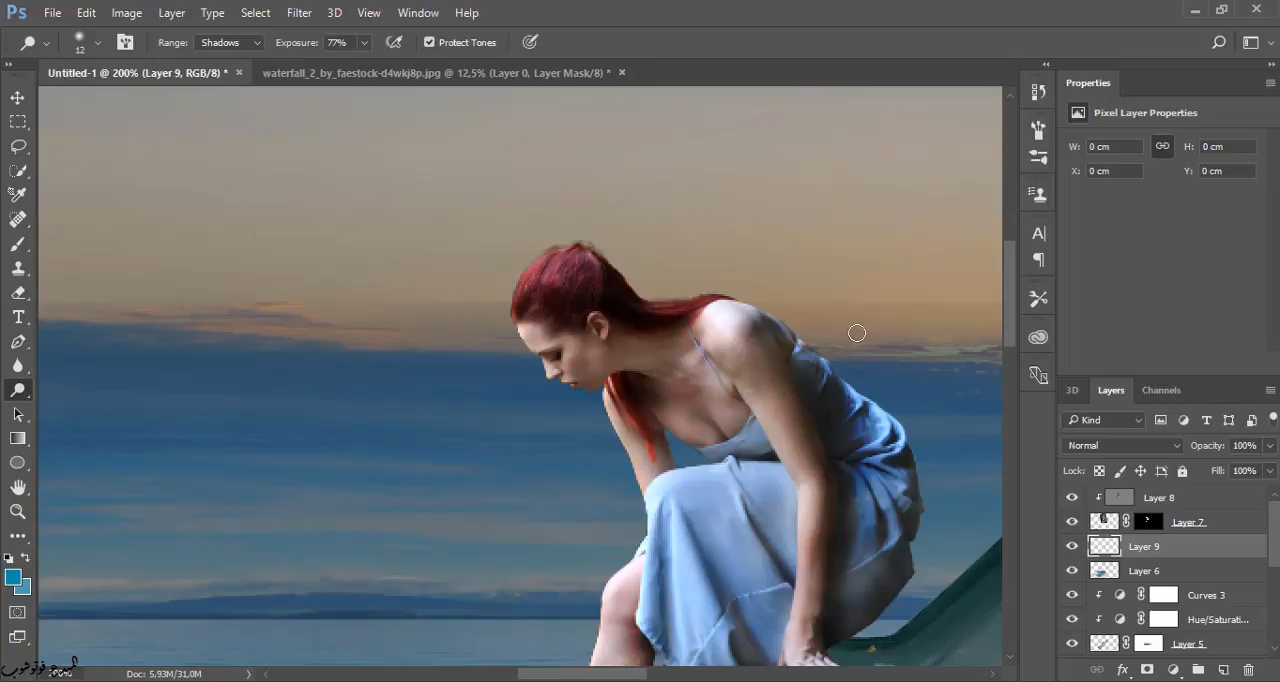 Ps File Edit Image Layer Type Select Filter 3D View Window Help
12 Range: Shadows Exposure: 77% Protect Tones
Untitled-1 @ 200% (Layer 9, RGB/8) * × waterfall_2_by_faestock-d4wkj8p.jpg @ 12,5% (Layer 0, Layer Mask/8) * ×
Properties
Pixel Layer Properties
W: 0 cm H: 0 cm
X: 0 cm Y: 0 cm
3D Layers Channels
Kind
Normal Opacity: 100%
Lock: Fill: 100%
Layer 8
Layer 7
Layer 9
Layer 6
Curves 3
Hue/Saturati...
Layer 5
Doc: 5,93M/31,0M